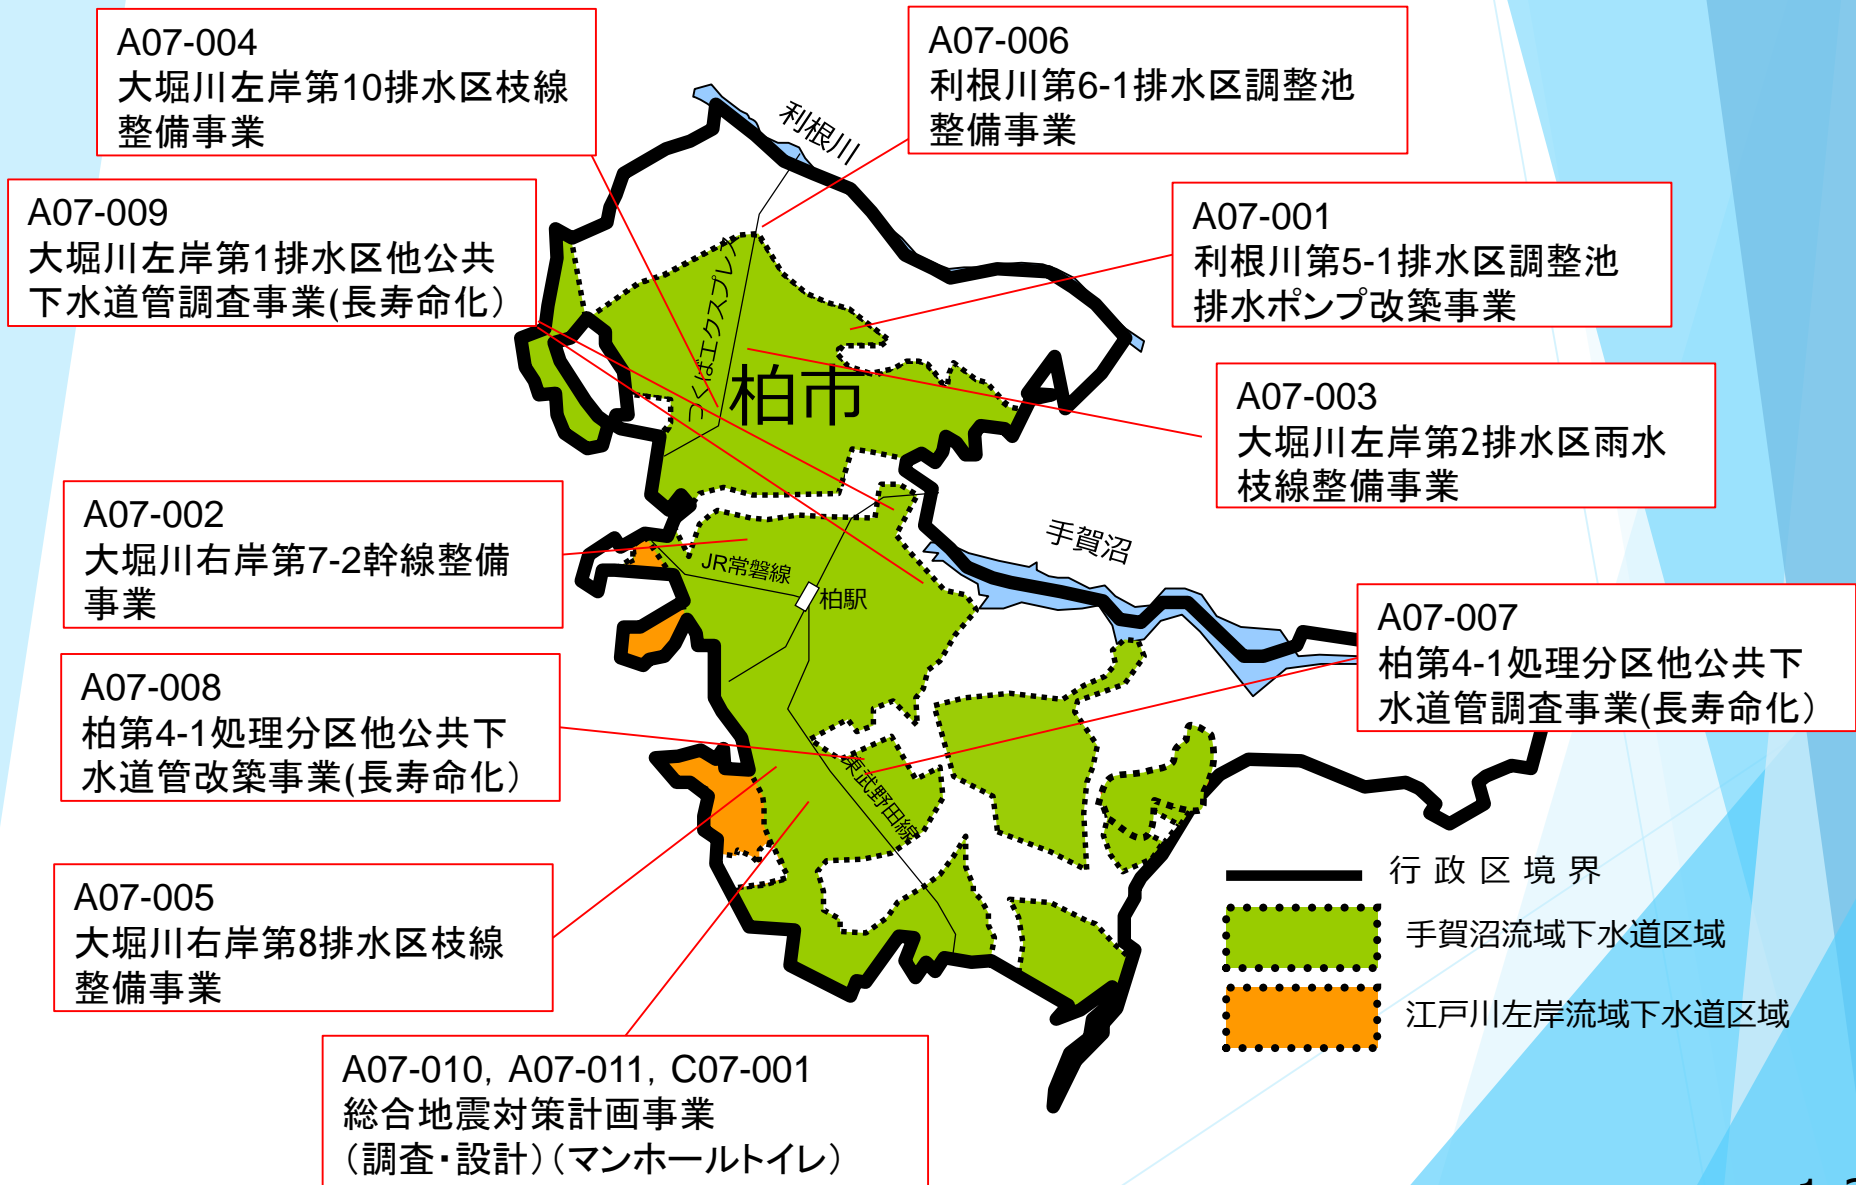 A07-004
大堀川左岸第10排水区枝線
整備事業
A07-006
利根川第6-1排水区調整池
整備事業
利根川
A07-009
大堀川左岸第1排水区他公共
下水道管調査事業(長寿命化)
A07-001
利根川第5-1排水区調整池
排水ポンプ改築事業
つくばエクスプレス
柏市
A07-003
大堀川左岸第2排水区雨水
枝線整備事業
A07-002
大堀川右岸第7-2幹線整備
事業
JR常磐線
柏駅
手賀沼
A07-007
柏第4-1処理分区他公共下
水道管調査事業(長寿命化)
A07-008
柏第4-1処理分区他公共下
水道管改築事業(長寿命化)
東武野田線
A07-005
大堀川右岸第8排水区枝線
整備事業
行政区境界
手賀沼流域下水道区域
江戸川左岸流域下水道区域
A07-010, A07-011, C07-001
総合地震対策計画事業
(調査・設計)(マンホールトイレ)